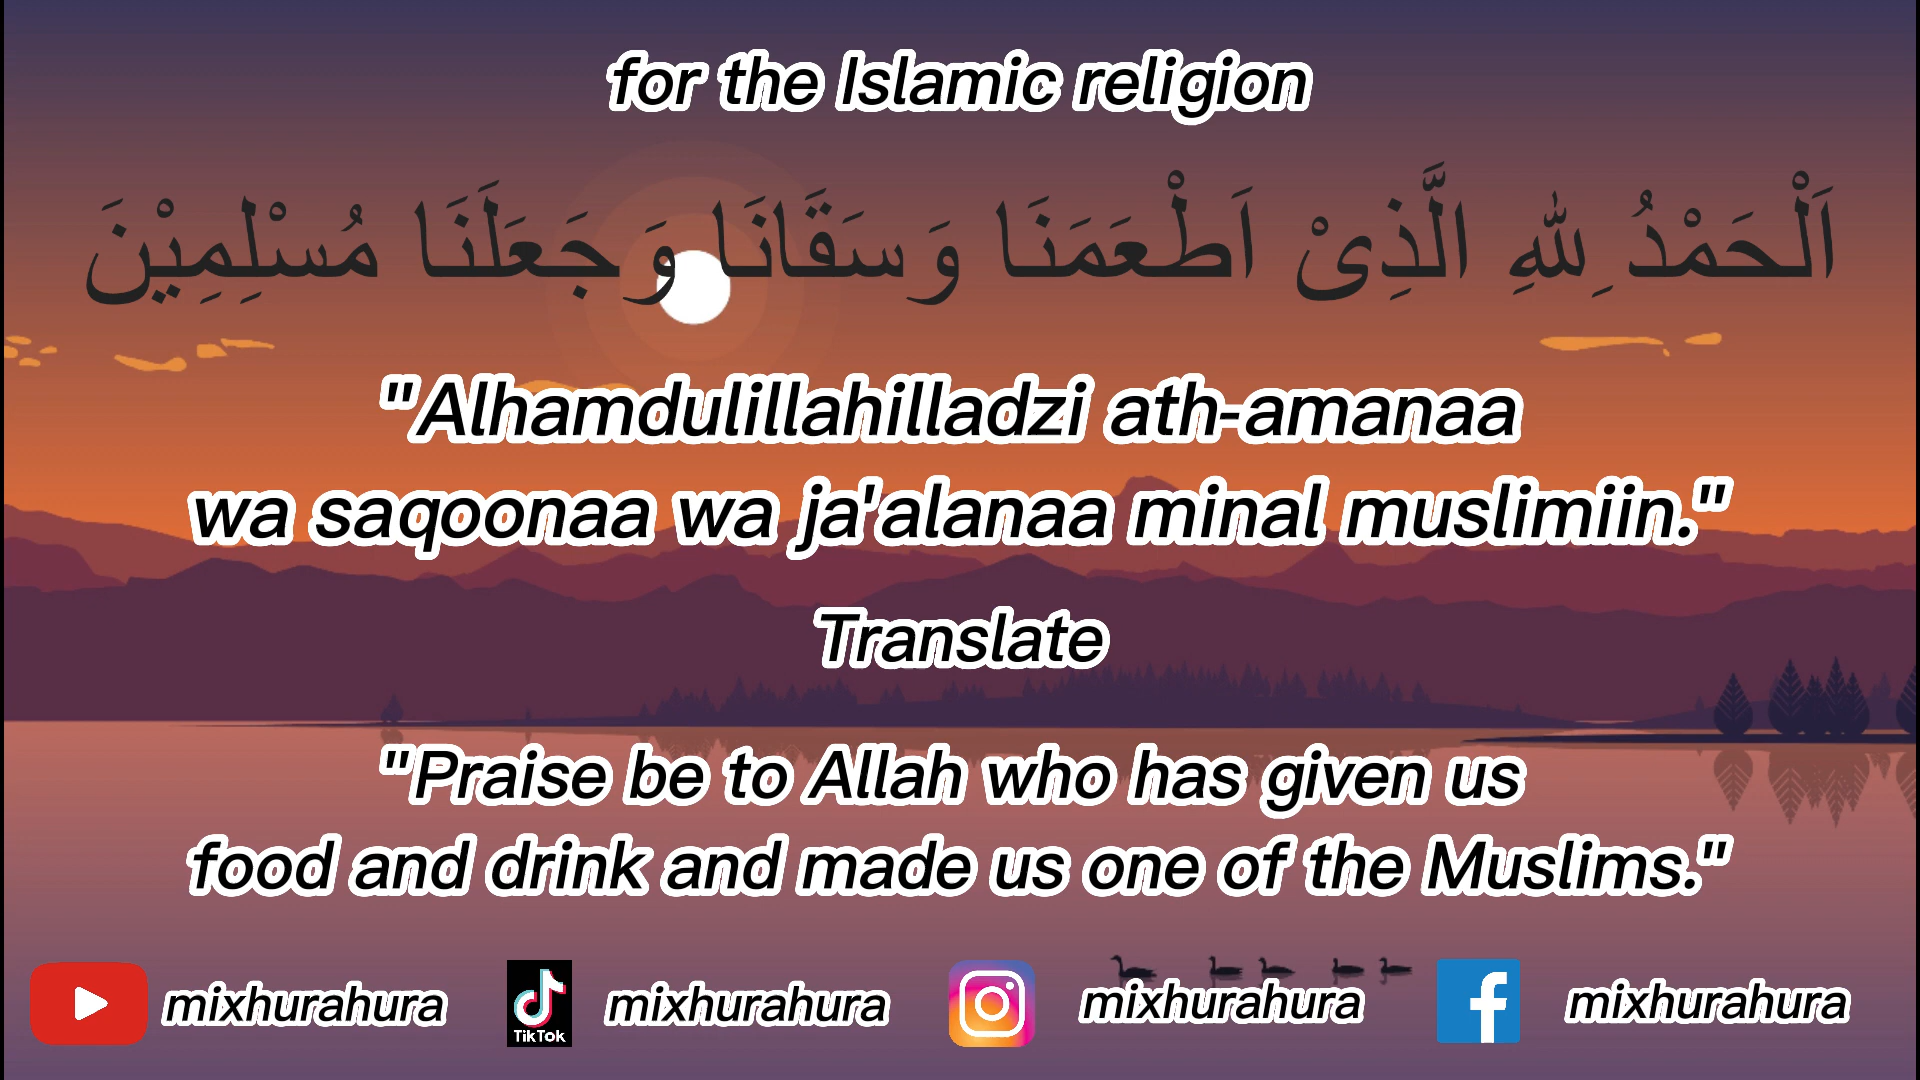 for the Islamic religion
اَلْحَمْدُ ِللهِ الَّذِىْ اَطْعَمَنَا وَسَقَانَا وَجَعَلَنَا مُسْلِمِيْنَ
"Alhamdulillahilladzi ath-amanaa
wa saqoonaa wa ja'alanaa minal muslimiin."
Translate
"Praise be to Allah who has given us
food and drink and made us one of the Muslims."
mixhurahura TikTok mixhurahura mixhurahura mixhurahura